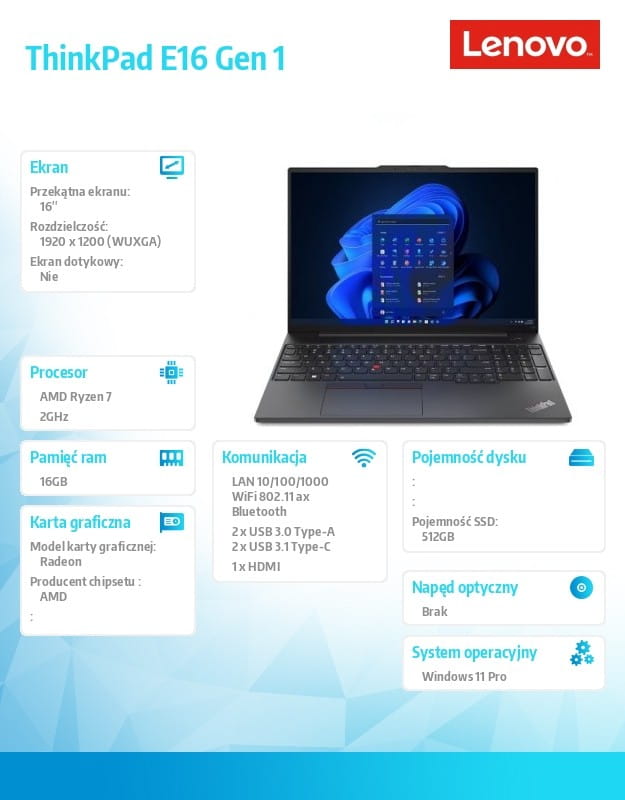 ThinkPad E16 Gen 1
Lenovo
Ekran
Przekątna ekranu:
16"
Rozdzielczość:
1920 x 1200 (WUXGA)
Ekran dotykowy:
Nie
Procesor
AMD Ryzen 7
2GHz
Pamięć ram
16GB
Karta graficzna
Model karty graficznej:
Radeon
Producent chipsetu :
AMD
:
Komunikacja
LAN 10/100/1000
WiFi 802.11 ax
Bluetooth
2 x USB 3.0 Type-A
2 x USB 3.1 Type-C
1 x HDMI
Pojemność dysku
:
:
Pojemność SSD:
512GB
Napęd optyczny
Brak
System operacyjny
Windows 11 Pro
ThinkPad